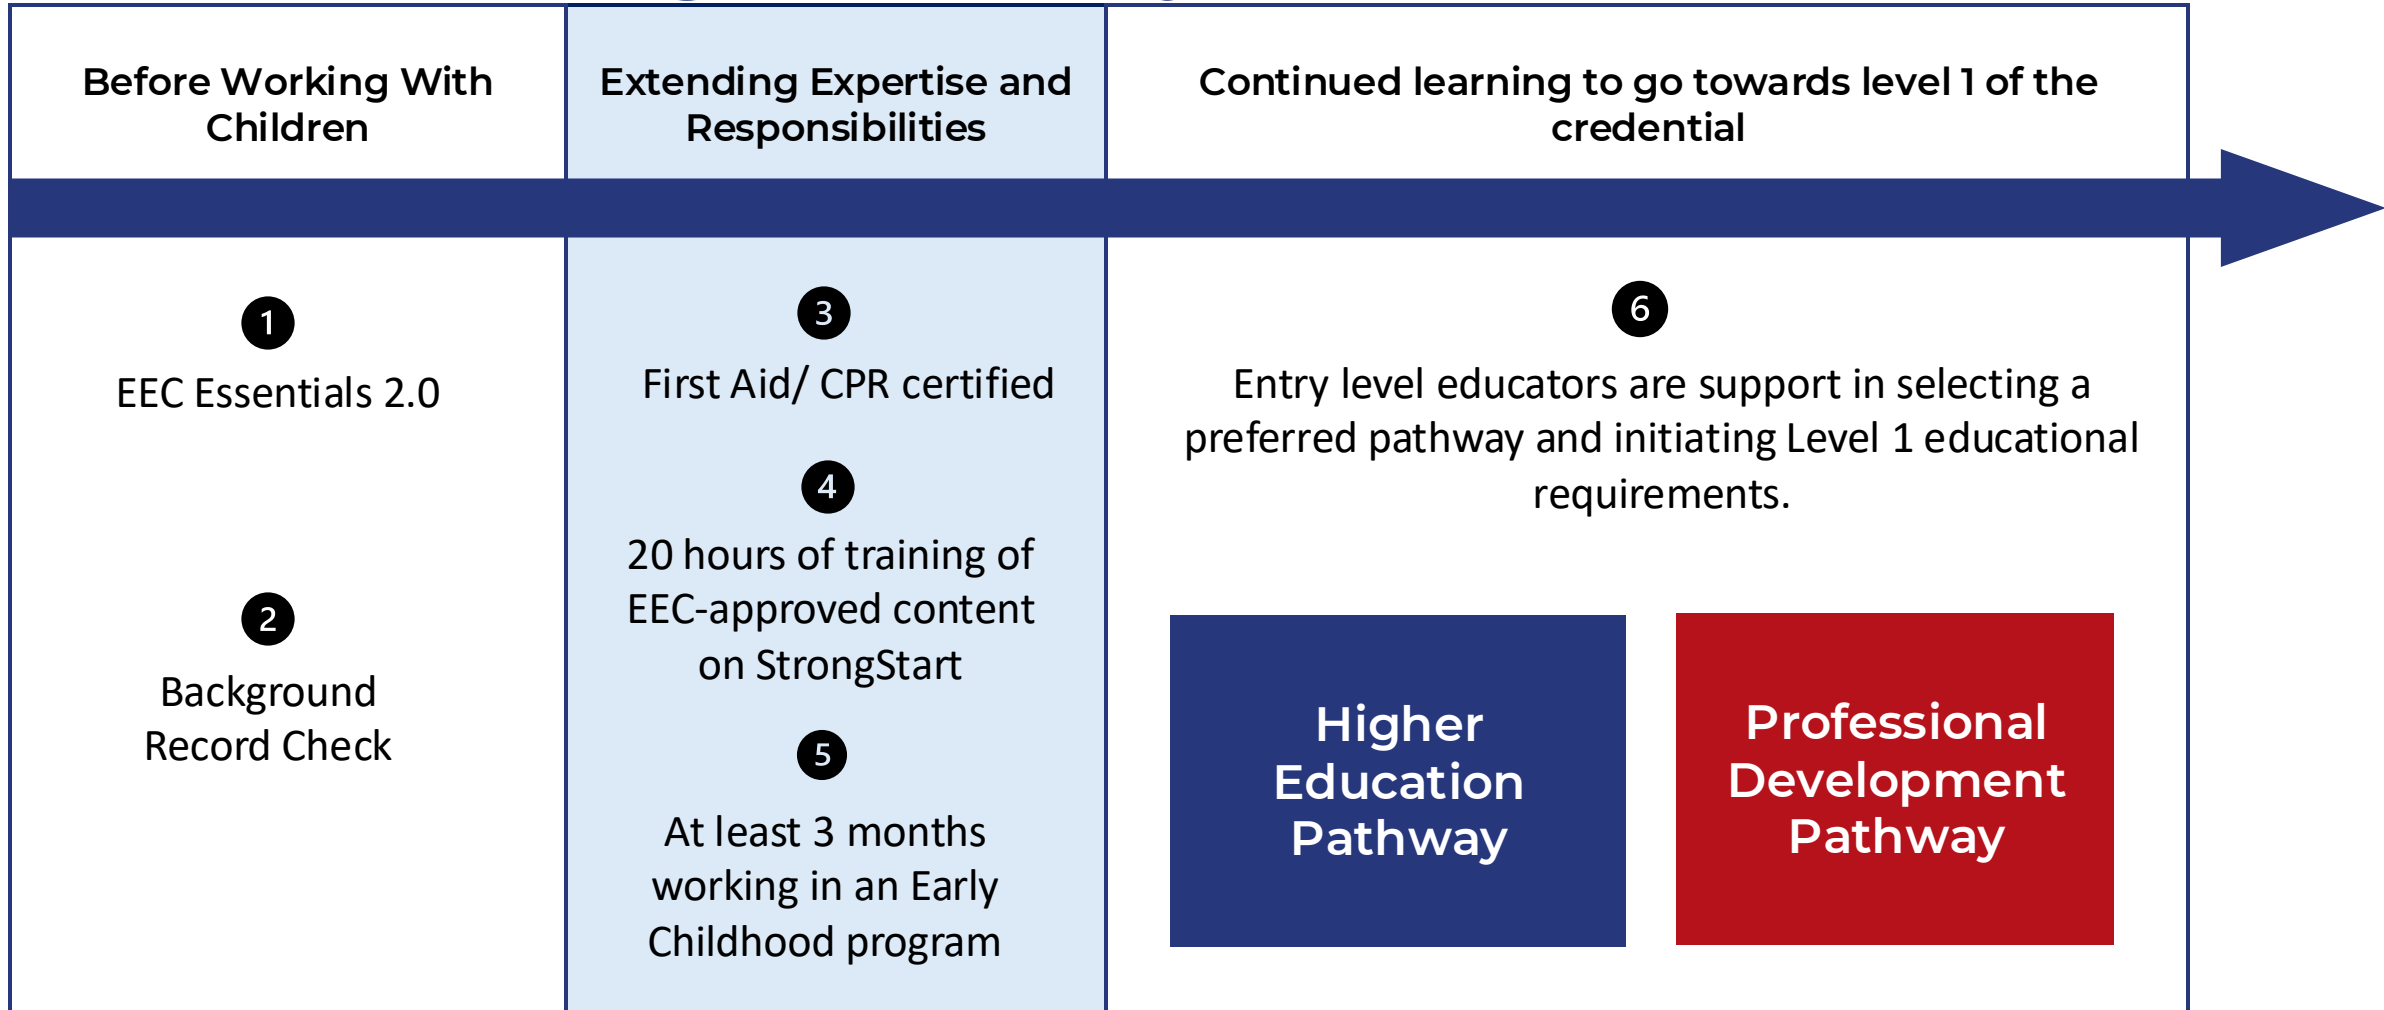 Before Working With
Children
Extending Expertise and
Responsibilities
Continued learning to go towards level 1 of the
credential
1
EEC Essentials 2.0
2
Background
Record Check
3
First Aid/ CPR certified
4
20 hours of training of
EEC-approved content
on StrongStart
5
At least 3 months
working in an Early
Childhood program
6
Entry level educators are support in selecting a
preferred pathway and initiating Level 1 educational
requirements.
Higher
Education
Pathway
Professional
Development
Pathway